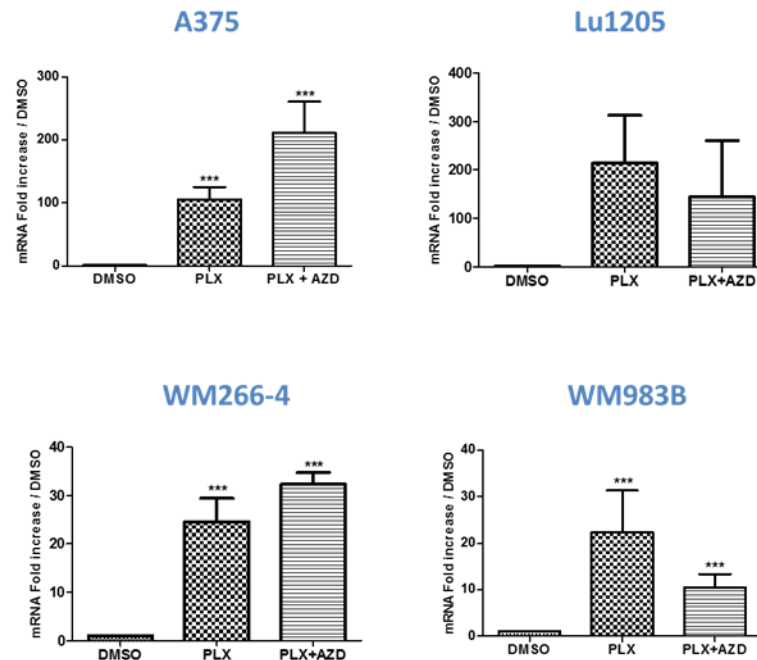 A375
mRNA Fold increase / DMSO
300
200
100
0
***
***
DMSO PLX PLX + AZD
Lu1205
mRNA Fold increase / DMSO
400
300
200
100
0
DMSO PLX PLX+AZD
WM266-4
mRNA Fold increase / DMSO
40
30
20
10
0
***
***
DMSO PLX PLX+AZD
WM983B
mRNA Fold increase / DMSO
40
30
20
10
0
***
***
DMSO PLX PLX+AZD